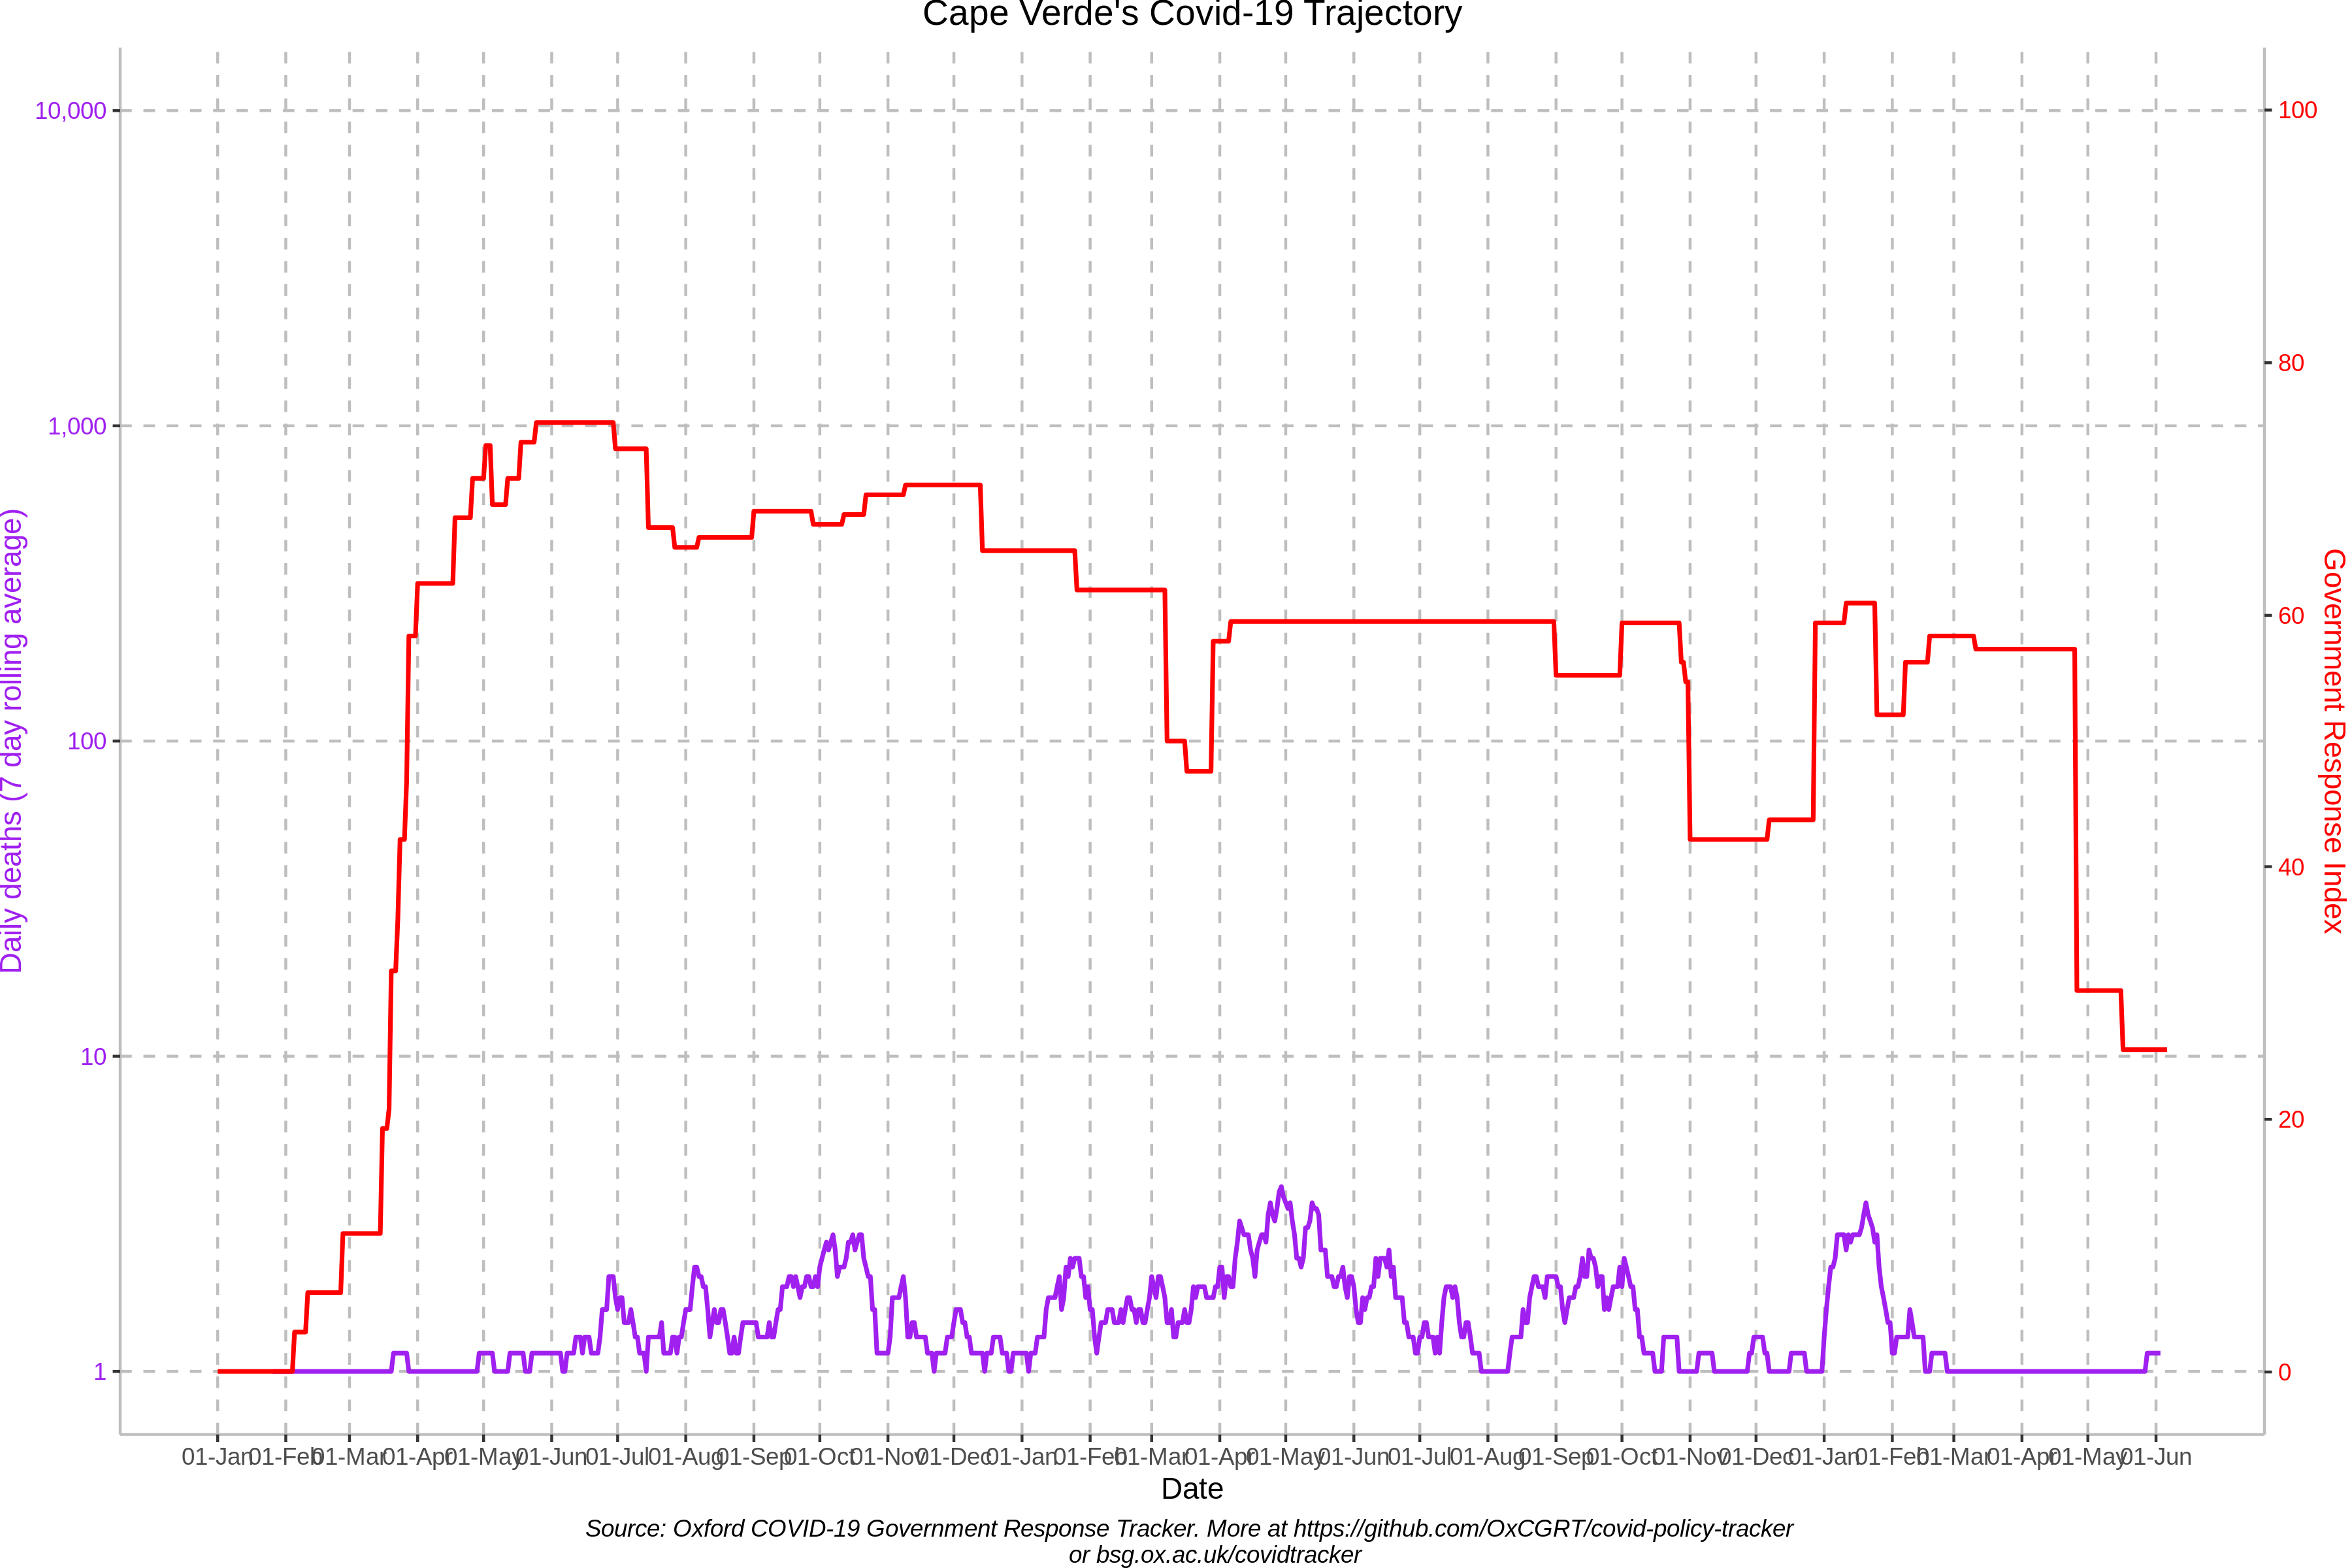 Cape Verde's Covid-19 Trajectory
10,000
1,000
100
10
1
Daily deaths (7 day rolling average)
100
80
60
40
20
0
Government Response Index
01-Jan 01-Feb 01-Mar 01-Apr 01-May 01-Jun 01-Jul 01-Aug 01-Sep 01-Oct 01-Nov 01-Dec 01-Jan 01-Feb 01-Mar 01-Apr 01-May 01-Jun 01-Jul 01-Aug 01-Sep 01-Oct 01-Nov 01-Dec 01-Jan 01-Feb 01-Mar 01-Apr 01-May 01-Jun
Date
Source: Oxford COVID-19 Government Response Tracker. More at https://github.com/OxCGRT/covid-policy-tracker
or bsg.ox.ac.uk/covidtracker